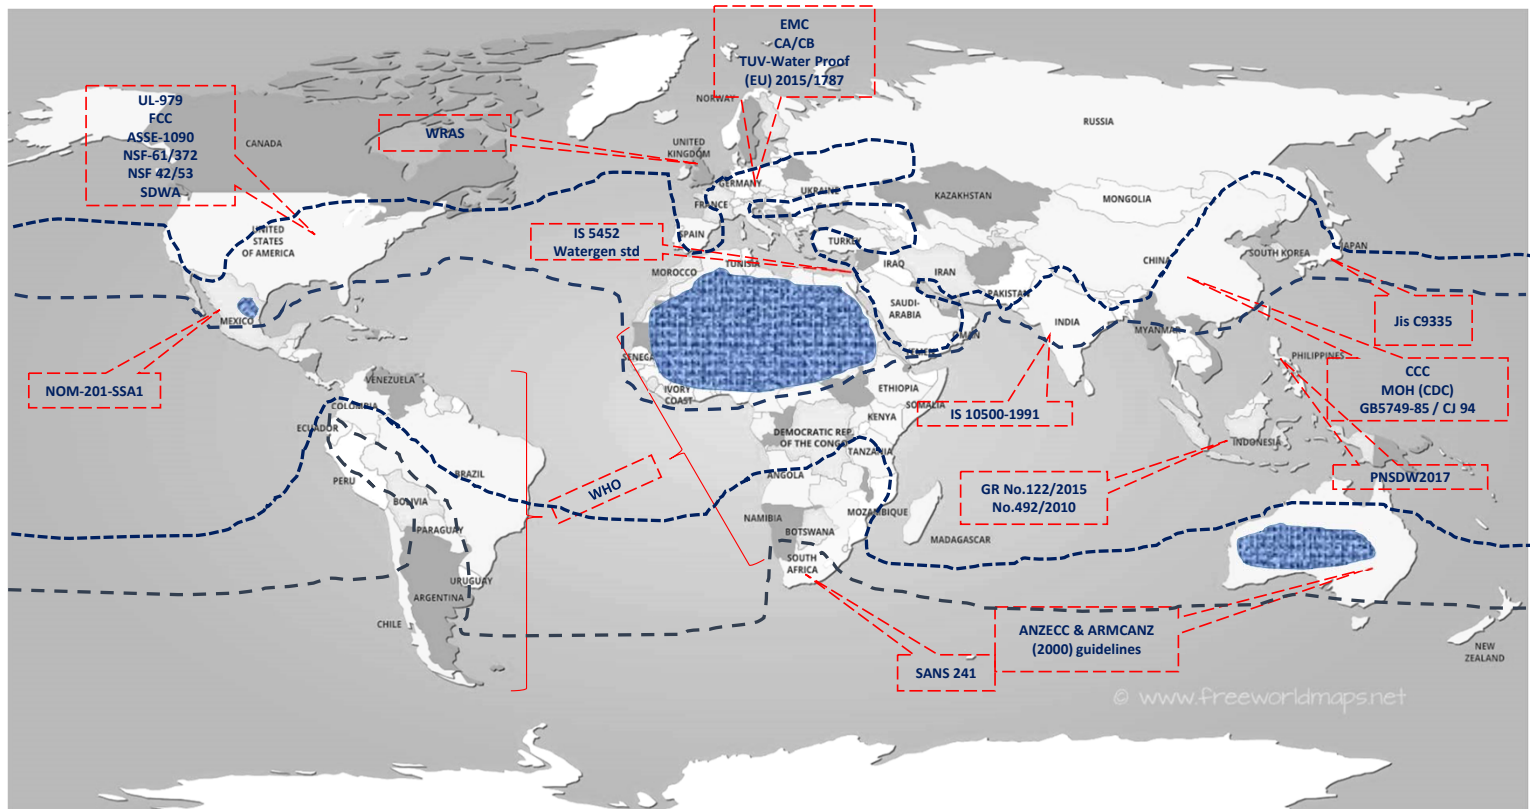 EMC
CA/CB
TUV-Water Proof
(EU) 2015/1787
UL-979
FCC
ASSE-1090
NSF-61/372
NSF 42/53
SDWA
WRAS
IS 5452
Watergen std
NOM-201-SSA1
WHO
IS 10500-1991
GR No.122/2015
No.492/2010
Jis C9335
CCC
MOH (CDC)
GB5749-85 / CJ 94
PNSDW2017
ANZECC & ARMCANZ
(2000) guidelines
SANS 241
CANADA
UNITED
STATES
OF AMERICA
MEXICO
VENEZUELA
COLOMBIA
ECUADOR
PERU
BRAZIL
BOLIVIA
PARAGUAY
URUGUAY
ARGENTINA
CHILE
NORWAY
UNITED
KINGDOM
GERMANY
FRANCE
SPAIN
UKRAINE
TURKEY
RUSSIA
KAZAKHSTAN
MONGOLIA
CHINA
SOUTH KOREA
JAPAN
MOROCCO
TUNISIA
IRAQ
IRAN
SAUDI-
ARABIA
OMAN
YEMEN
PAKISTAN
INDIA
MYANMAR
PHILIPPINES
INDONESIA
SENEGAL
IVORY
COAST
ETHIOPIA
SOMALIA
KENYA
DEMOCRATIC REP.
OF THE CONGO
TANZANIA
ANGOLA
NAMIBIA
BOTSWANA
MOZAMBIQUE
MADAGASCAR
SOUTH
AFRICA
NEW
ZEALAND
© www.freeworldmaps.net